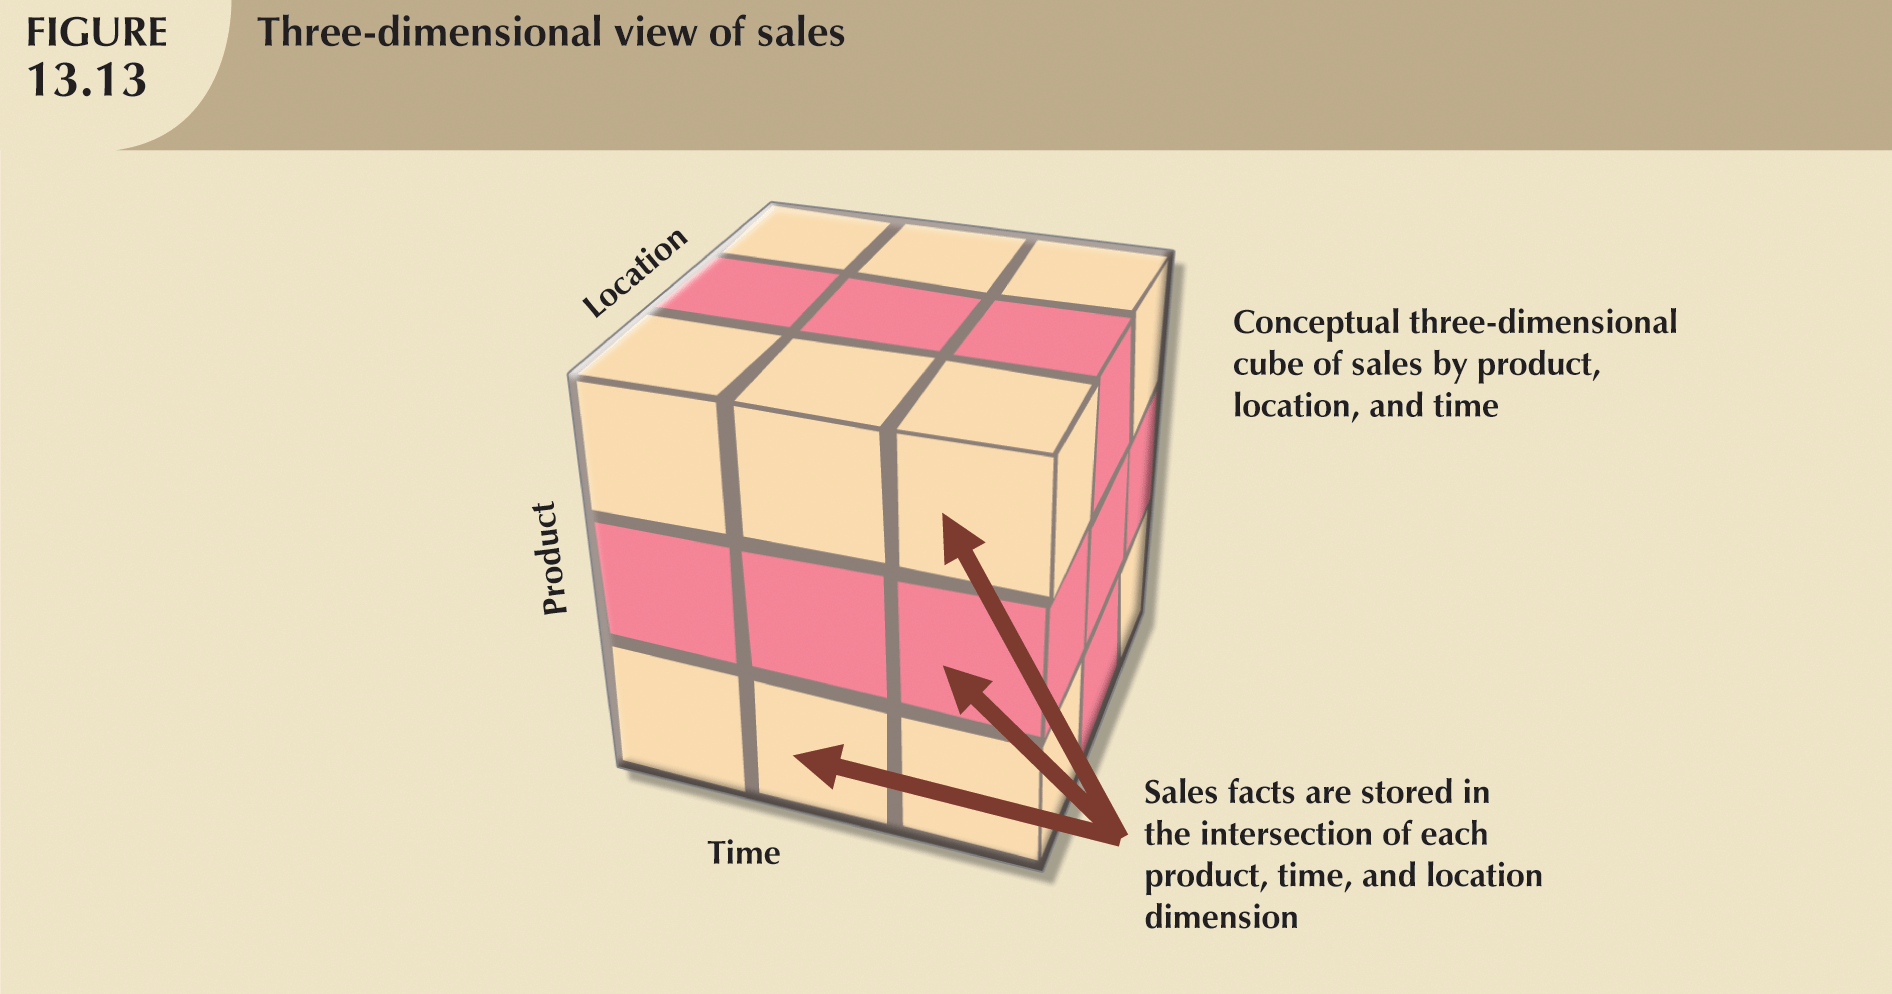 FIGURE
13.13
Three-dimensional view of sales
Location
Conceptual three-dimensional
cube of sales by product,
location, and time
Product
Sales facts are stored in
the intersection of each
product, time, and location
dimension
Time